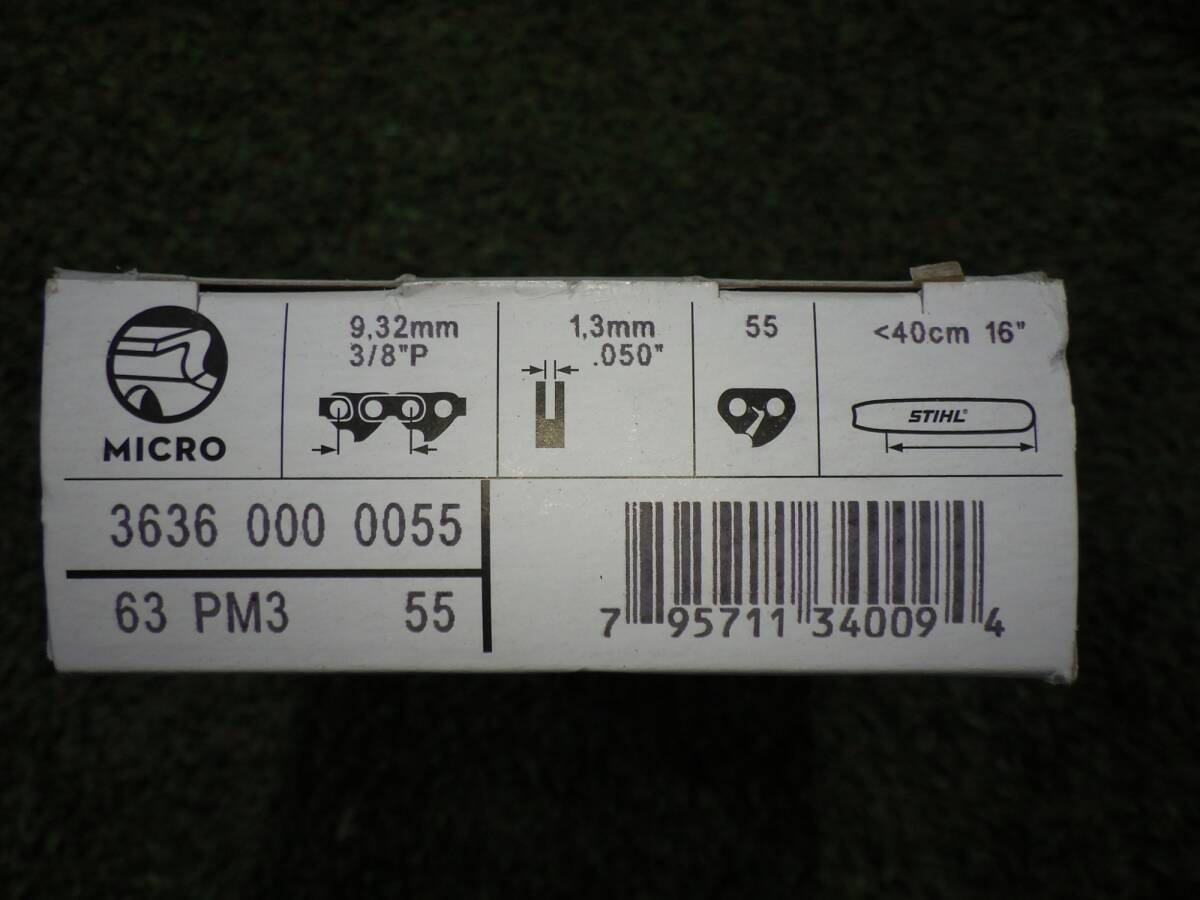 MICRO
9,32mm
3/8"P
1,3mm
.050"
55
<40cm 16"
STIHL®
3636 000 0055
63 PM3 55
7 95711 34009 4